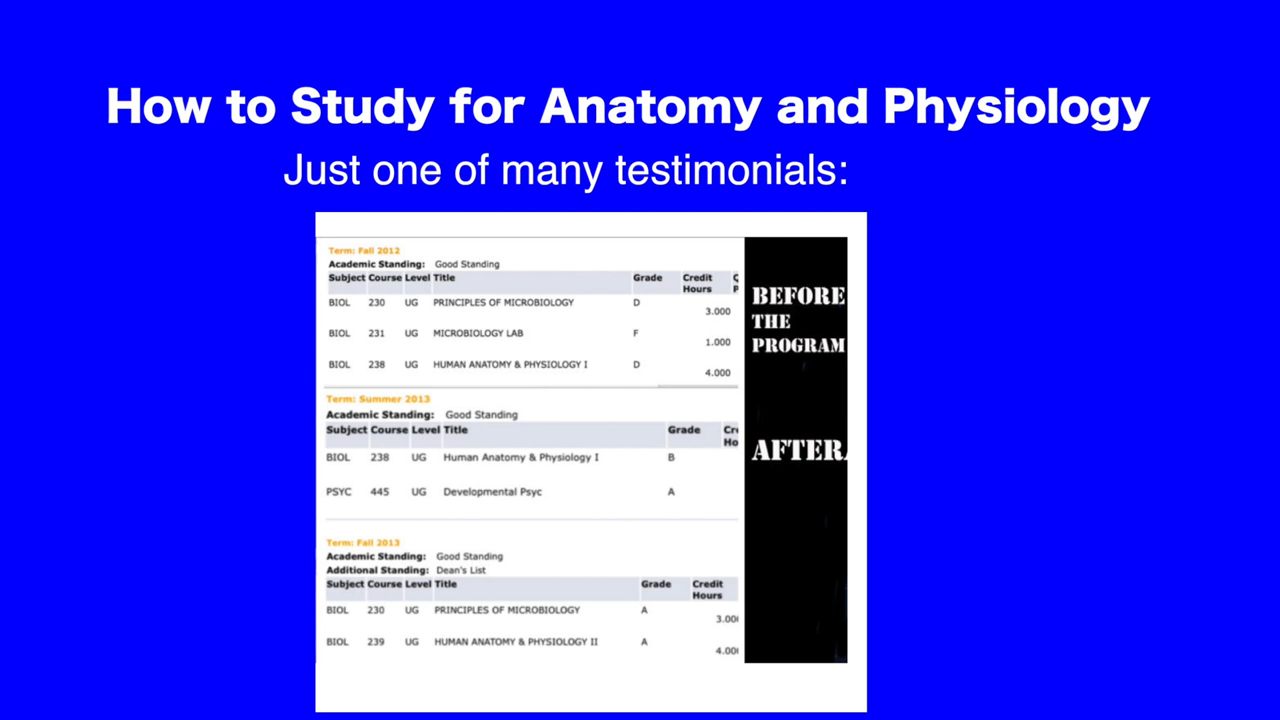 How to Study for Anatomy and Physiology
Just one of many testimonials:
Term: Fall 2012
Academic Standing: Good Standing
Subject Course Level Title Grade Credit Hours
BIOL 230 UG PRINCIPLES OF MICROBIOLOGY D 3.000
BIOL 231 UG MICROBIOLOGY LAB F 1.000
BIOL 238 UG HUMAN ANATOMY & PHYSIOLOGY I D 4.000
BEFORE
THE
PROGRAM
Term: Summer 2013
Academic Standing: Good Standing
Subject Course Level Title Grade
BIOL 238 UG Human Anatomy & Physiology I B
PSYC 445 UG Developmental Psyc A
AFTER
Term: Fall 2013
Academic Standing: Good Standing
Additional Standing: Dean's List
Subject Course Level Title Grade Credit Hours
BIOL 230 UG PRINCIPLES OF MICROBIOLOGY A 3.00
BIOL 239 UG HUMAN ANATOMY & PHYSIOLOGY II A 4.00